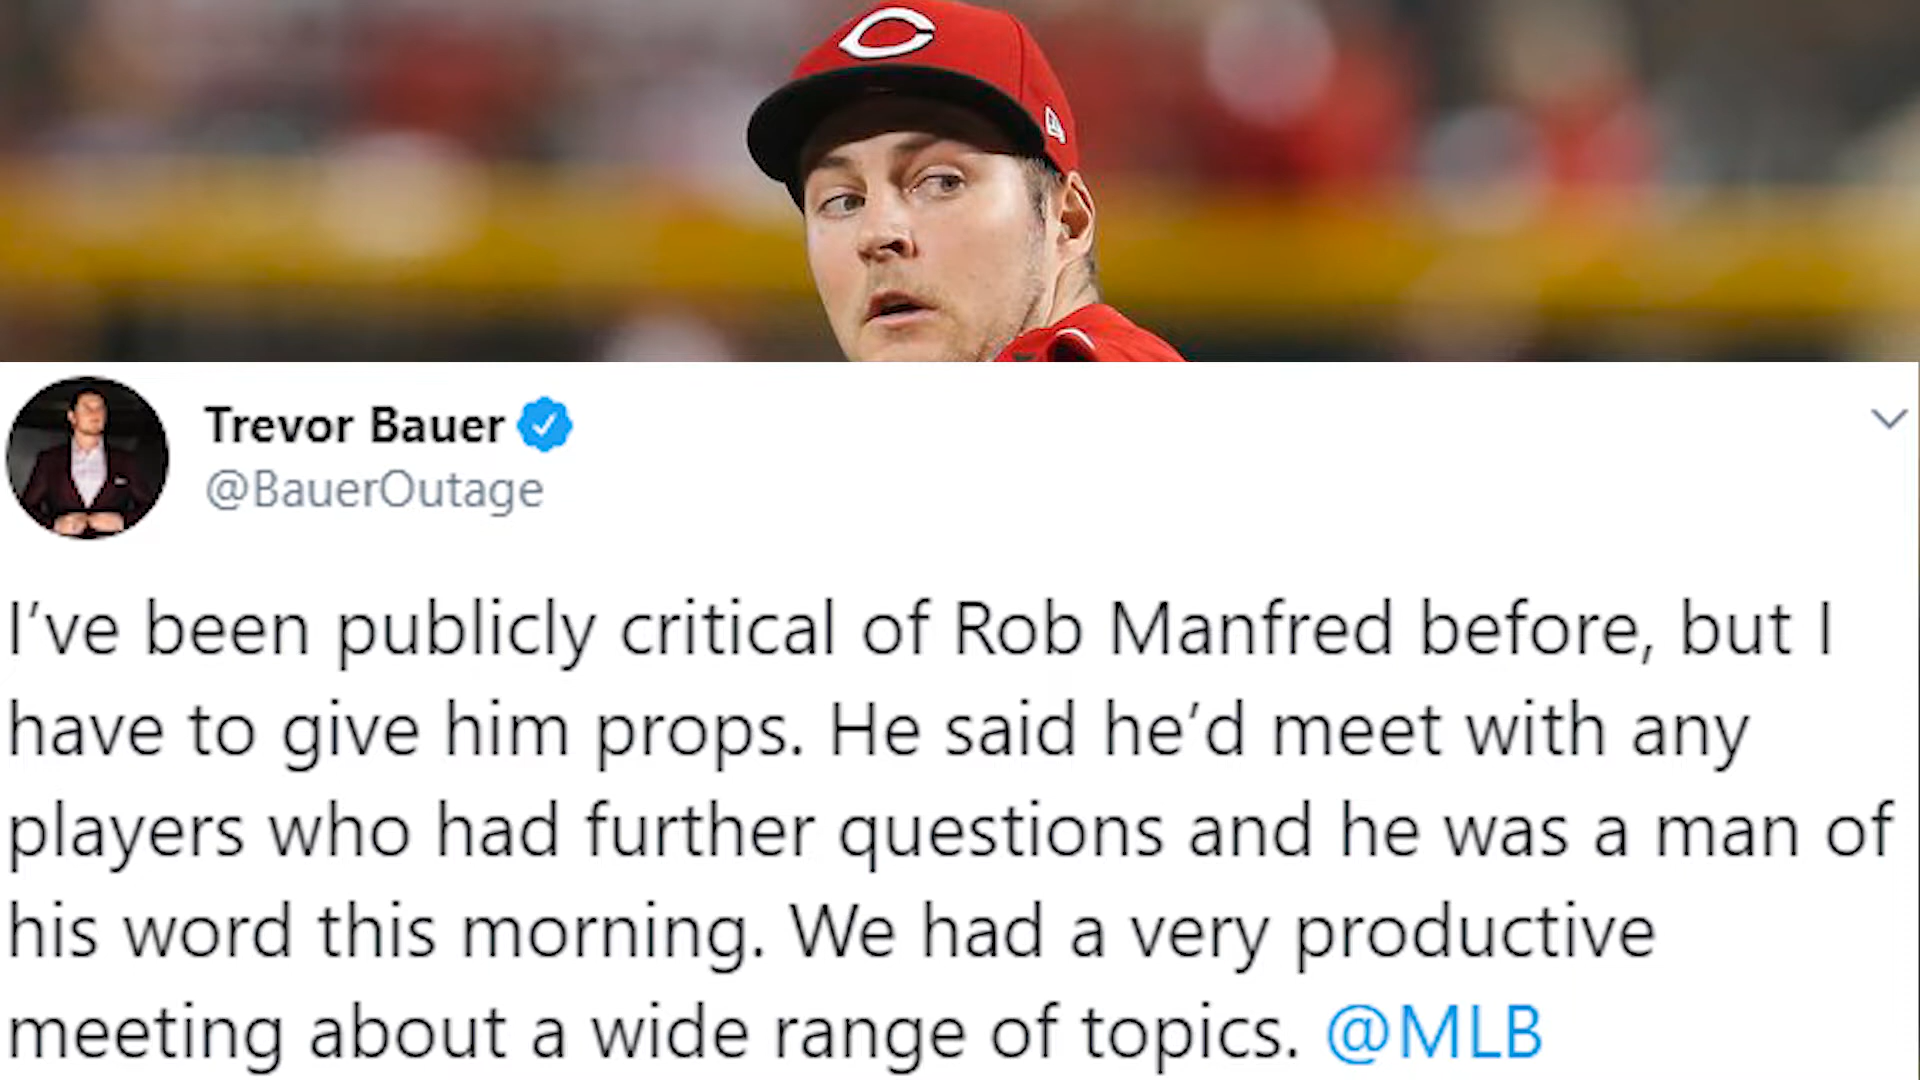 Trevor Bauer
@BauerOutage
I've been publicly critical of Rob Manfred before, but I
have to give him props. He said he'd meet with any
players who had further questions and he was a man of
his word this morning. We had a very productive
meeting about a wide range of topics. @MLB